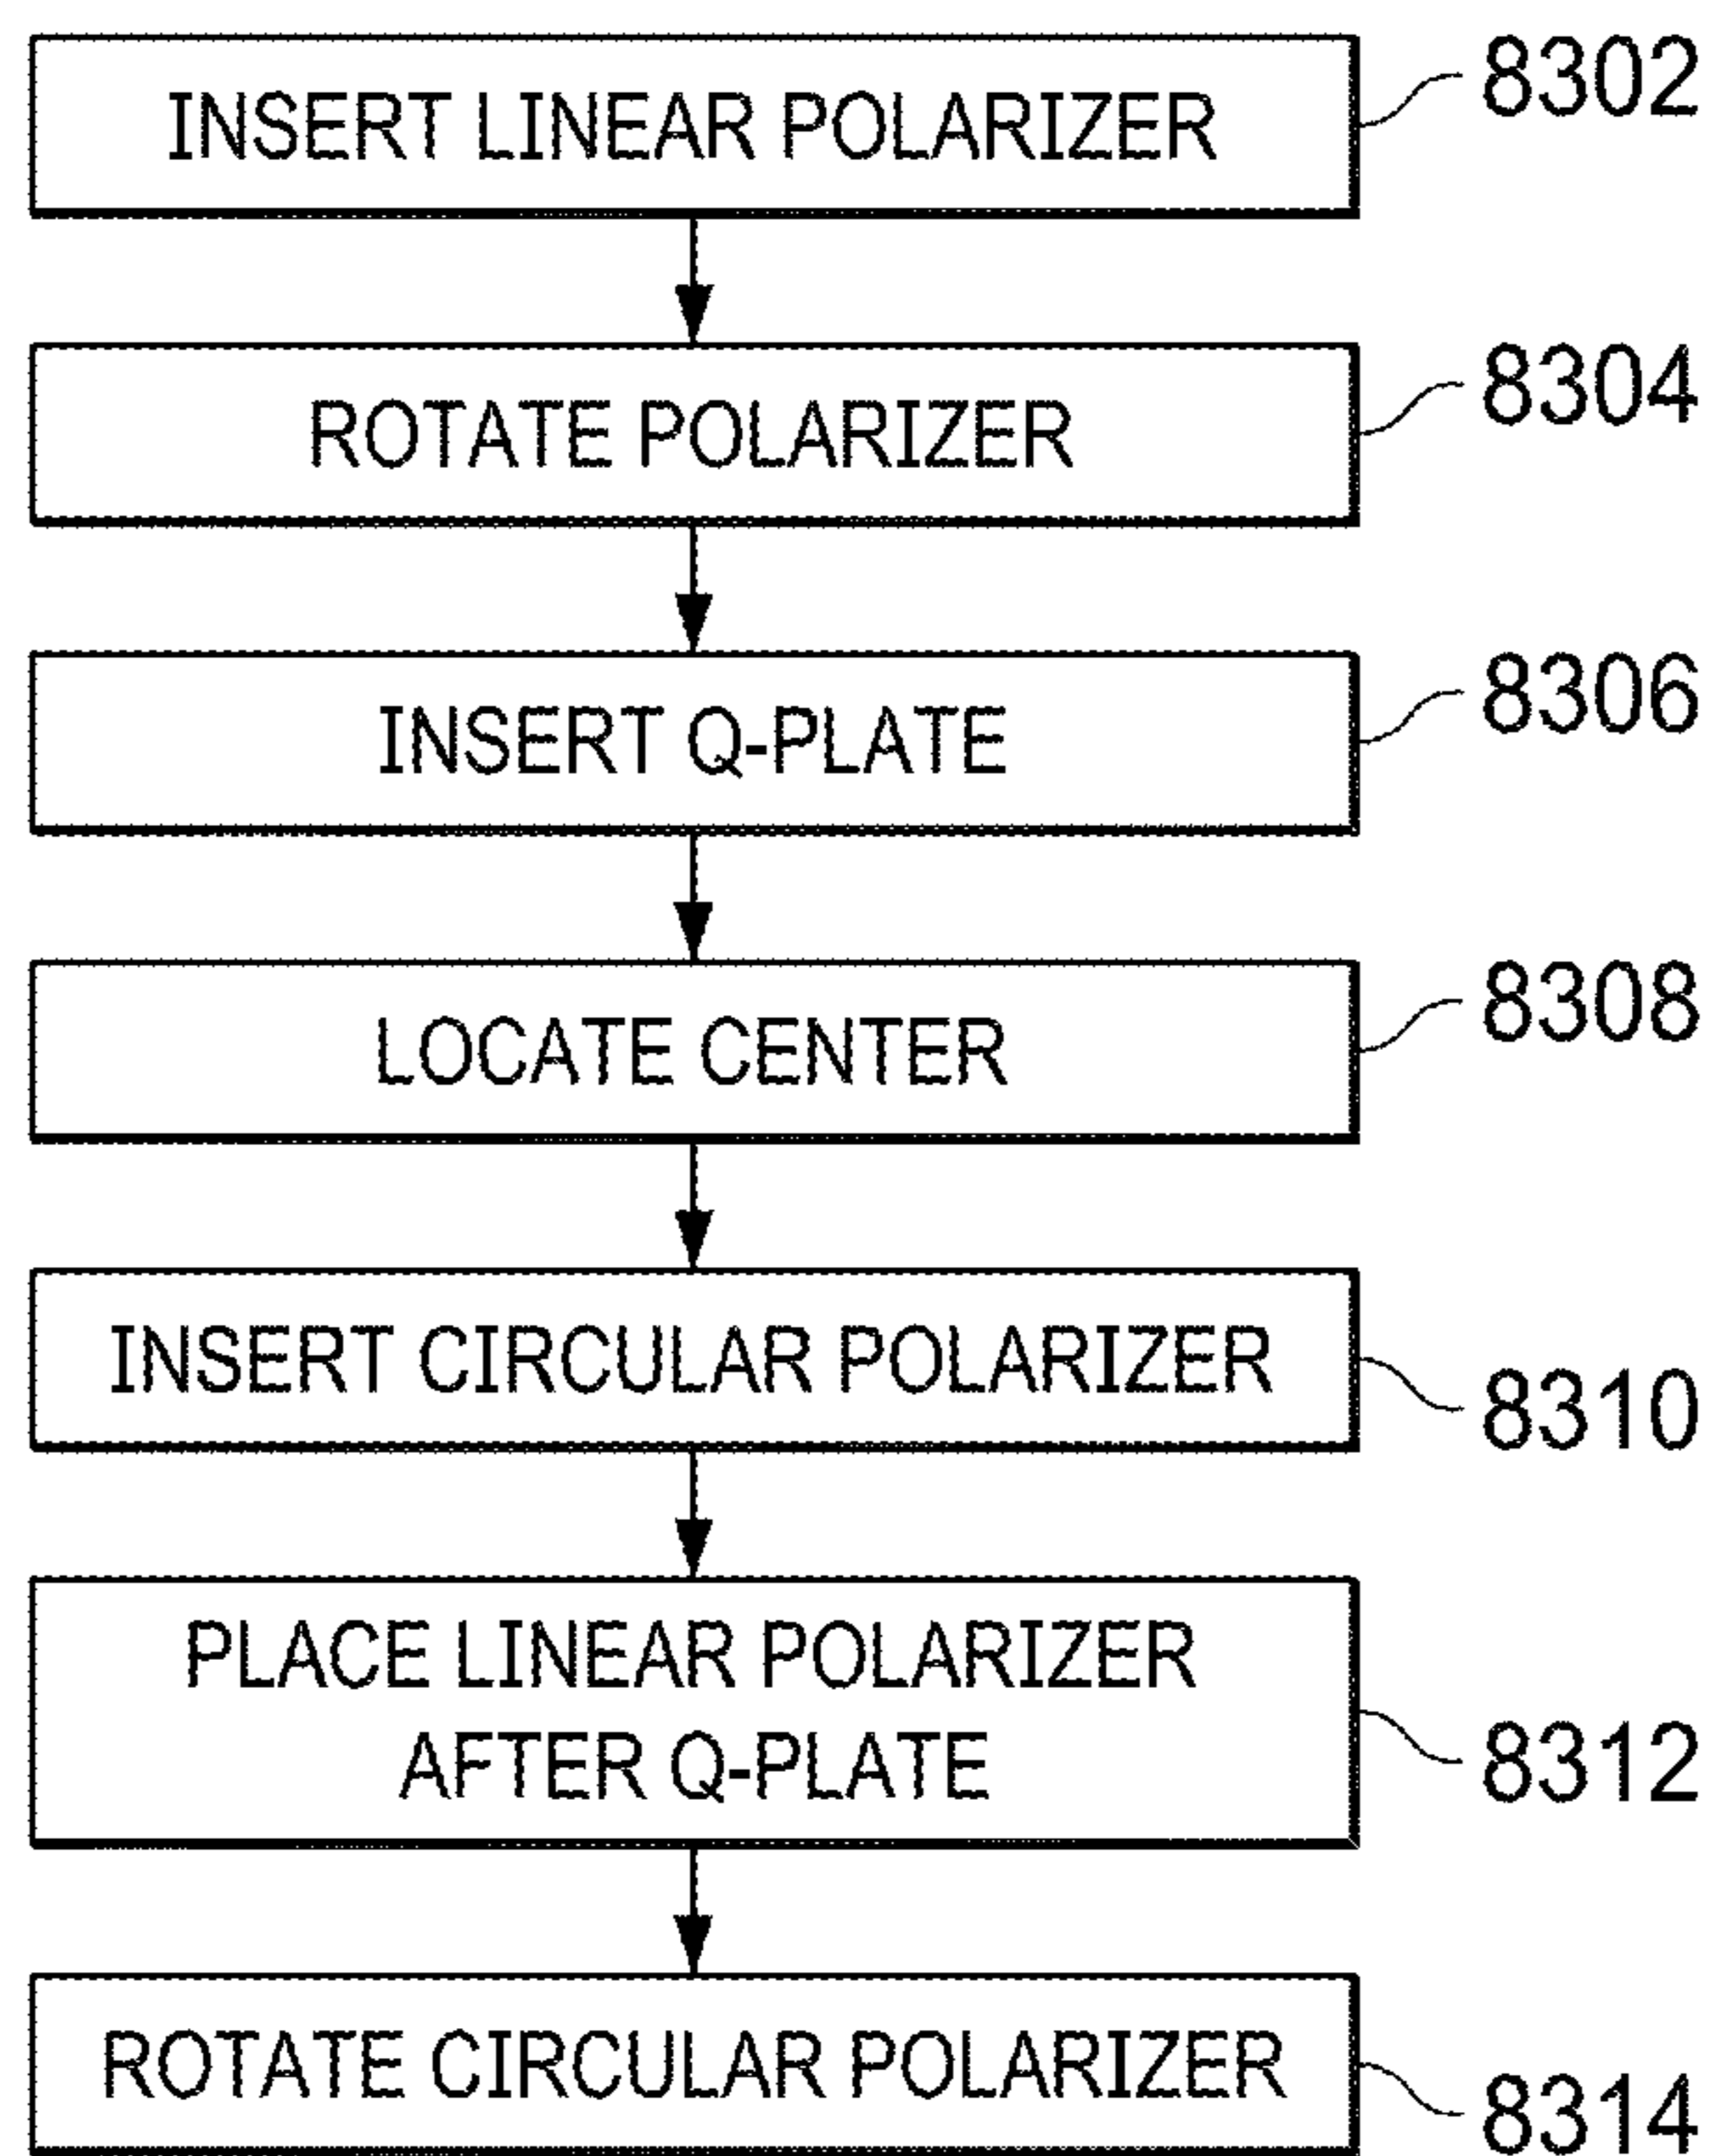 INSERT LINEAR POLARIZER
8302
ROTATE POLARIZER
8304
INSERT Q-PLATE
8306
LOCATE CENTER
8308
INSERT CIRCULAR POLARIZER
8310
PLACE LINEAR POLARIZER
AFTER Q-PLATE
8312
ROTATE CIRCULAR POLARIZER
8314